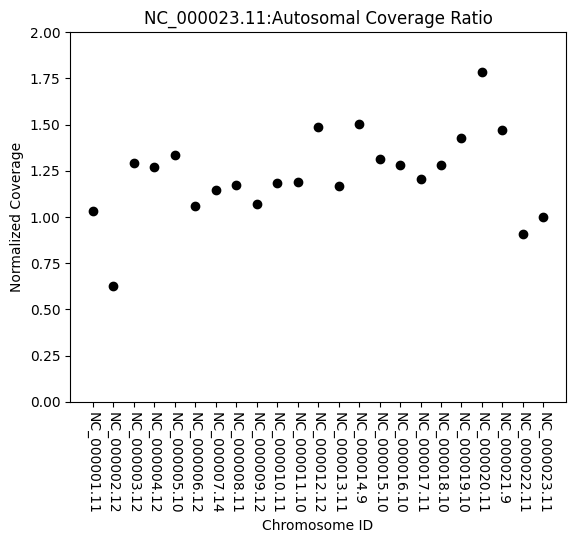 NC_000023.11:Autosomal Coverage Ratio
Normalized Coverage
2.00
1.75
1.50
1.25
1.00
0.75
0.50
0.25
0.00
NC_000001.11
NC_000002.12
NC_000003.12
NC_000004.12
NC_000005.10
NC_000006.12
NC_000007.14
NC_000008.11
NC_000009.12
NC_000010.11
NC_000011.10
NC_000012.12
NC_000013.11
NC_000014.9
NC_000015.10
NC_000016.10
NC_000017.11
NC_000018.10
NC_000019.10
NC_000020.11
NC_000021.9
NC_000022.11
NC_000023.11
Chromosome ID